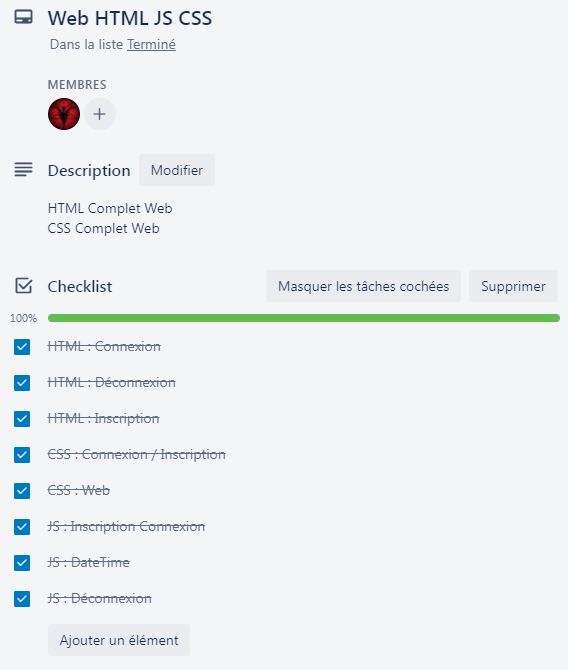 Web HTML JS CSS
Dans la liste Terminé
MEMBRES
Description Modifier
HTML Complet Web
CSS Complet Web
Checklist Masquer les tâches cochées Supprimer
100%
HTML : Connexion
HTML : Déconnexion
HTML : Inscription
CSS : Connexion / Inscription
CSS : Web
JS : Inscription Connexion
JS : DateTime
JS : Déconnexion
Ajouter un élément